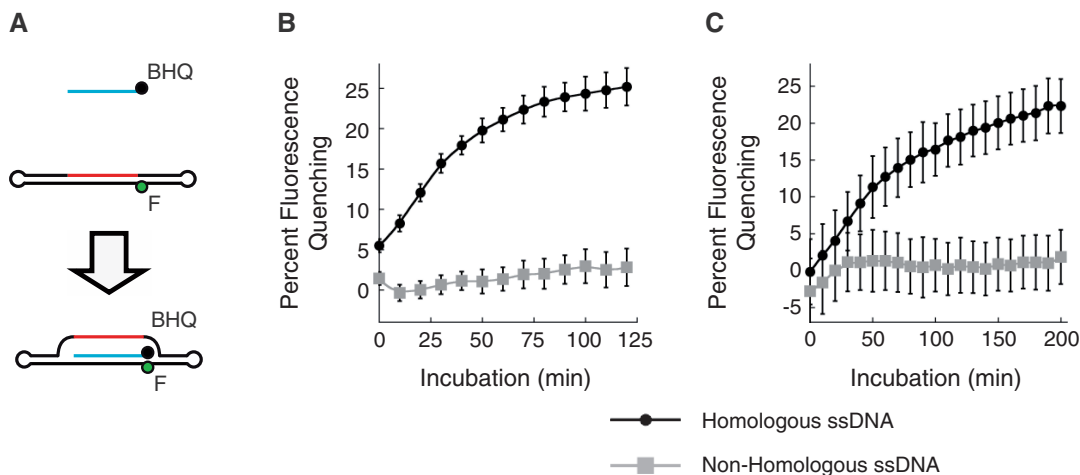 A
BHQ
F
BHQ
F
B
Percent Fluorescence
Quenching
25
20
15
10
5
0
0
25
50
75
100
125
Incubation (min)
C
Percent Fluorescence
Quenching
25
20
15
10
5
0
-5
0
50
100
150
200
Incubation (min)
Homologous ssDNA
Non-Homologous ssDNA